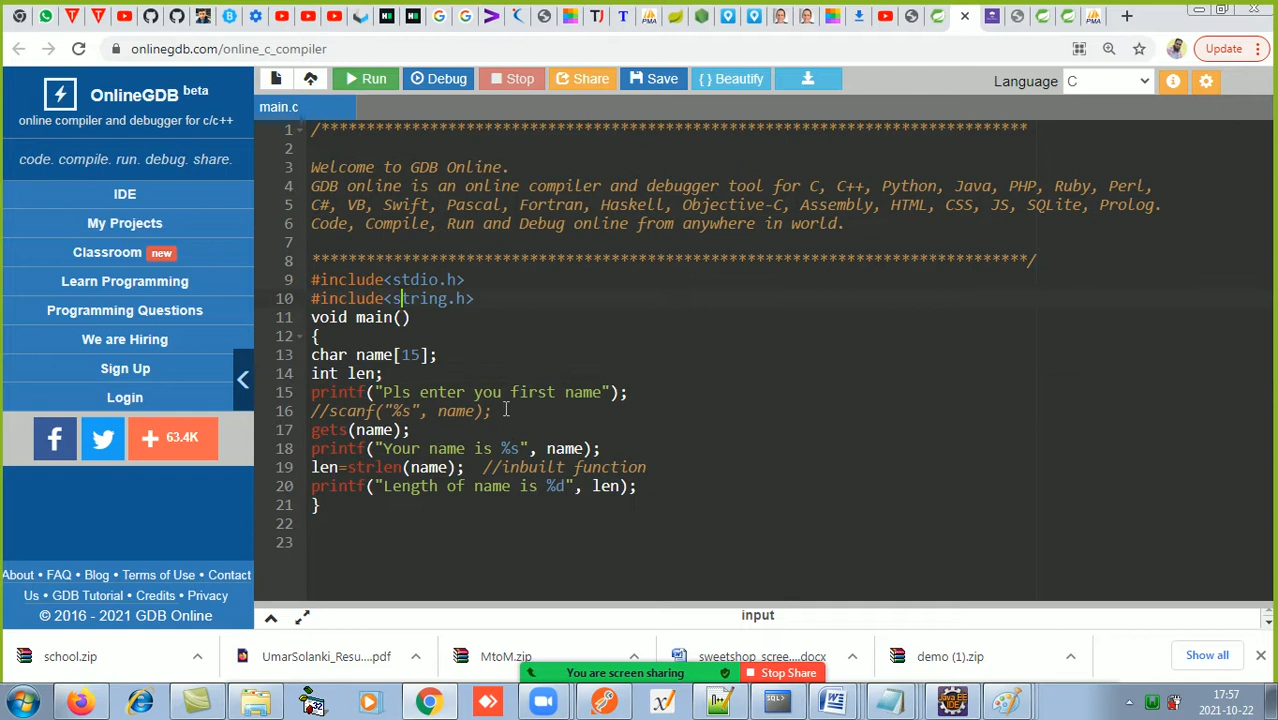 onlinegdb.com/online_c_compiler
Update
OnlineGDB beta
online compiler and debugger for c/c++
code. compile. run. debug. share.
IDE
My Projects
Classroom new
Learn Programming
Programming Questions
We are Hiring
Sign Up
Login
63.4K
About • FAQ • Blog • Terms of Use • Contact
Us • GDB Tutorial • Credits • Privacy
© 2016 - 2021 GDB Online
Run
Debug
Stop
Share
Save
{ } Beautify
Language C
main.c
1 /******************************************************************************
2
3 Welcome to GDB Online.
4 GDB online is an online compiler and debugger tool for C, C++, Python, Java, PHP, Ruby, Perl,
5 C#, VB, Swift, Pascal, Fortran, Haskell, Objective-C, Assembly, HTML, CSS, JS, SQLite, Prolog.
6 Code, Compile, Run and Debug online from anywhere in world.
7
8 *******************************************************************************/
9 #include<stdio.h>
10 #include<string.h>
11 void main()
12 {
13 char name[15];
14 int len;
15 printf("Pls enter you first name");
16 //scanf("%s", name);
17 gets(name);
18 printf("Your name is %s", name);
19 len=strlen(name);  //inbuilt function
20 printf("Length of name is %d", len);
21 }
22
23
input
school.zip
UmarSolanki_Resu....pdf
MtoM.zip
sweetshop_scree....docx
demo (1).zip
Show all
You are screen sharing
Stop Share
17:57
2021-10-22